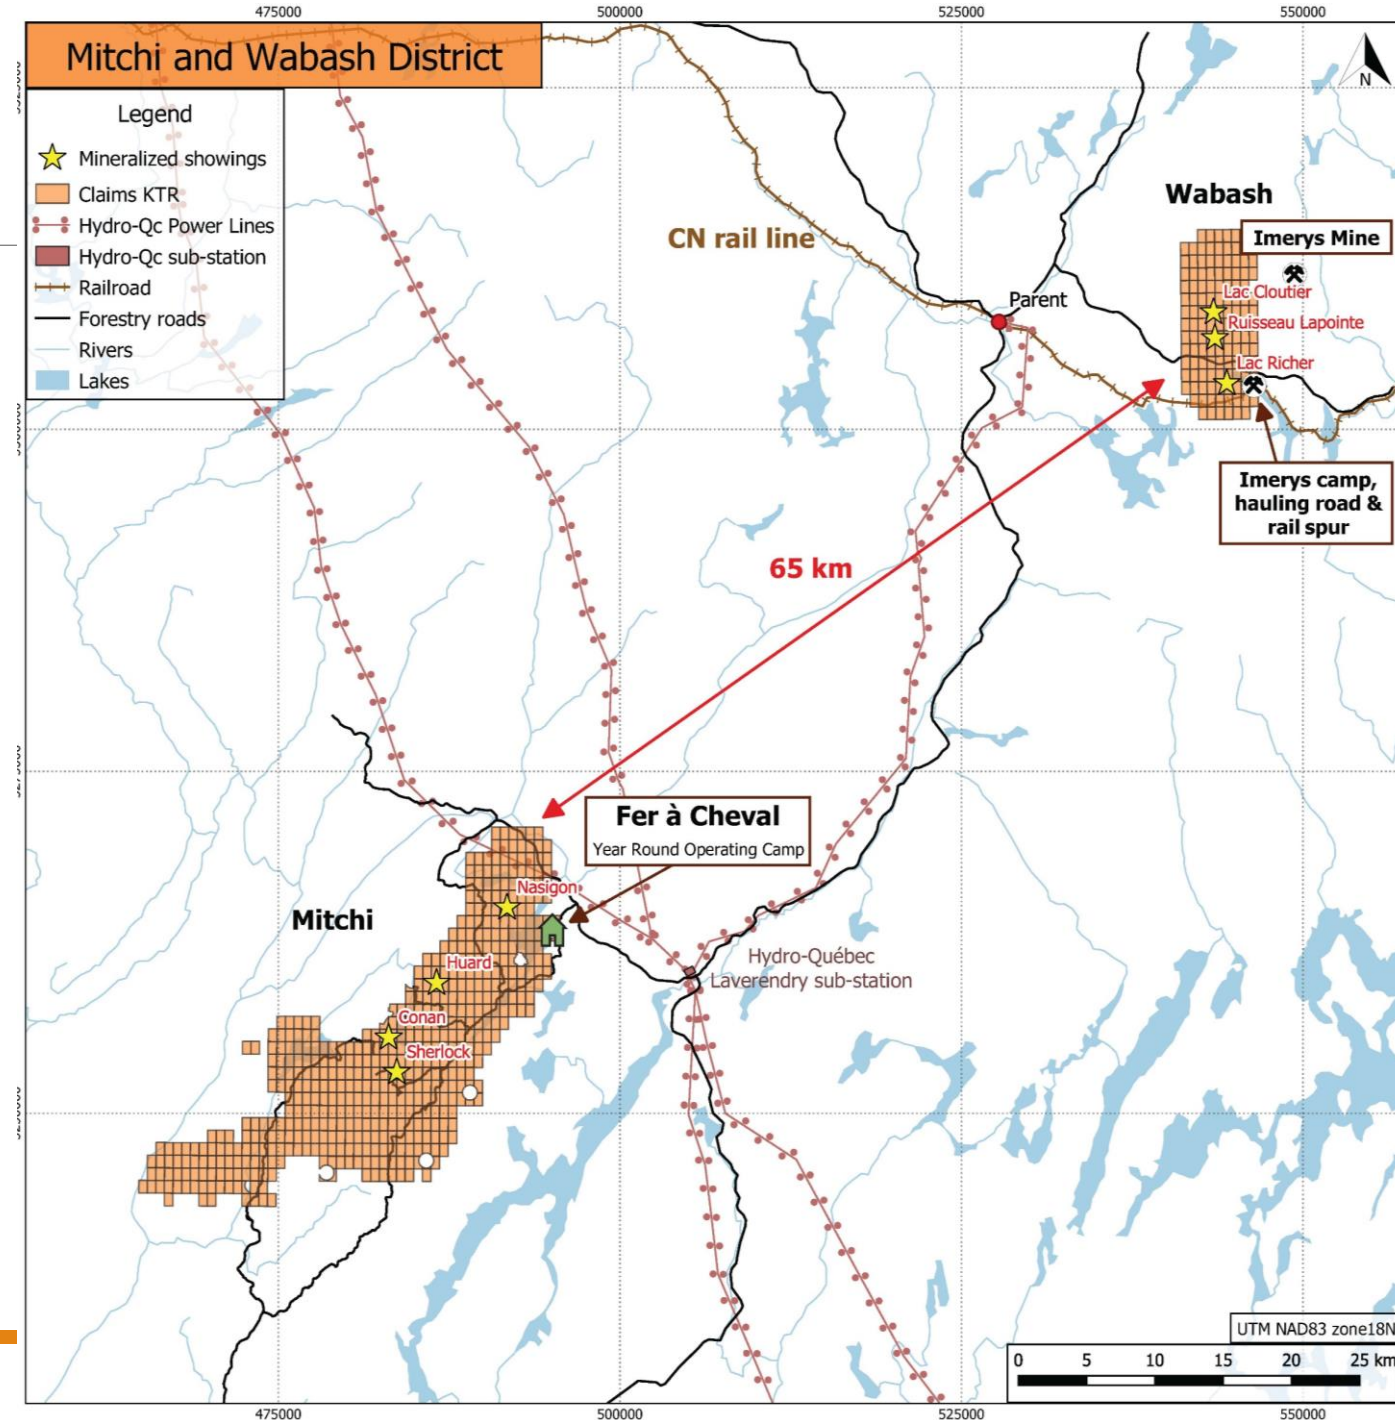 475000
500000
525000
550000
Mitchi and Wabash District
N
Legend
Mineralized showings
Claims KTR
Hydro-Qc Power Lines
Hydro-Qc sub-station
Railroad
Forestry roads
Rivers
Lakes
Wabash
CN rail line
Imerys Mine
Parent
Lac Cloutier
Ruisseau Lapointe
Lac Richer
Imerys camp,
hauling road &
rail spur
65 km
Fer à Cheval
Year Round Operating Camp
Mitchi
Nasigon
Huard
Conan
Sherlock
Hydro-Québec
Laverendry sub-station
UTM NAD83 zone18N
0 5 10 15 20 25 km
475000
500000
525000
550000